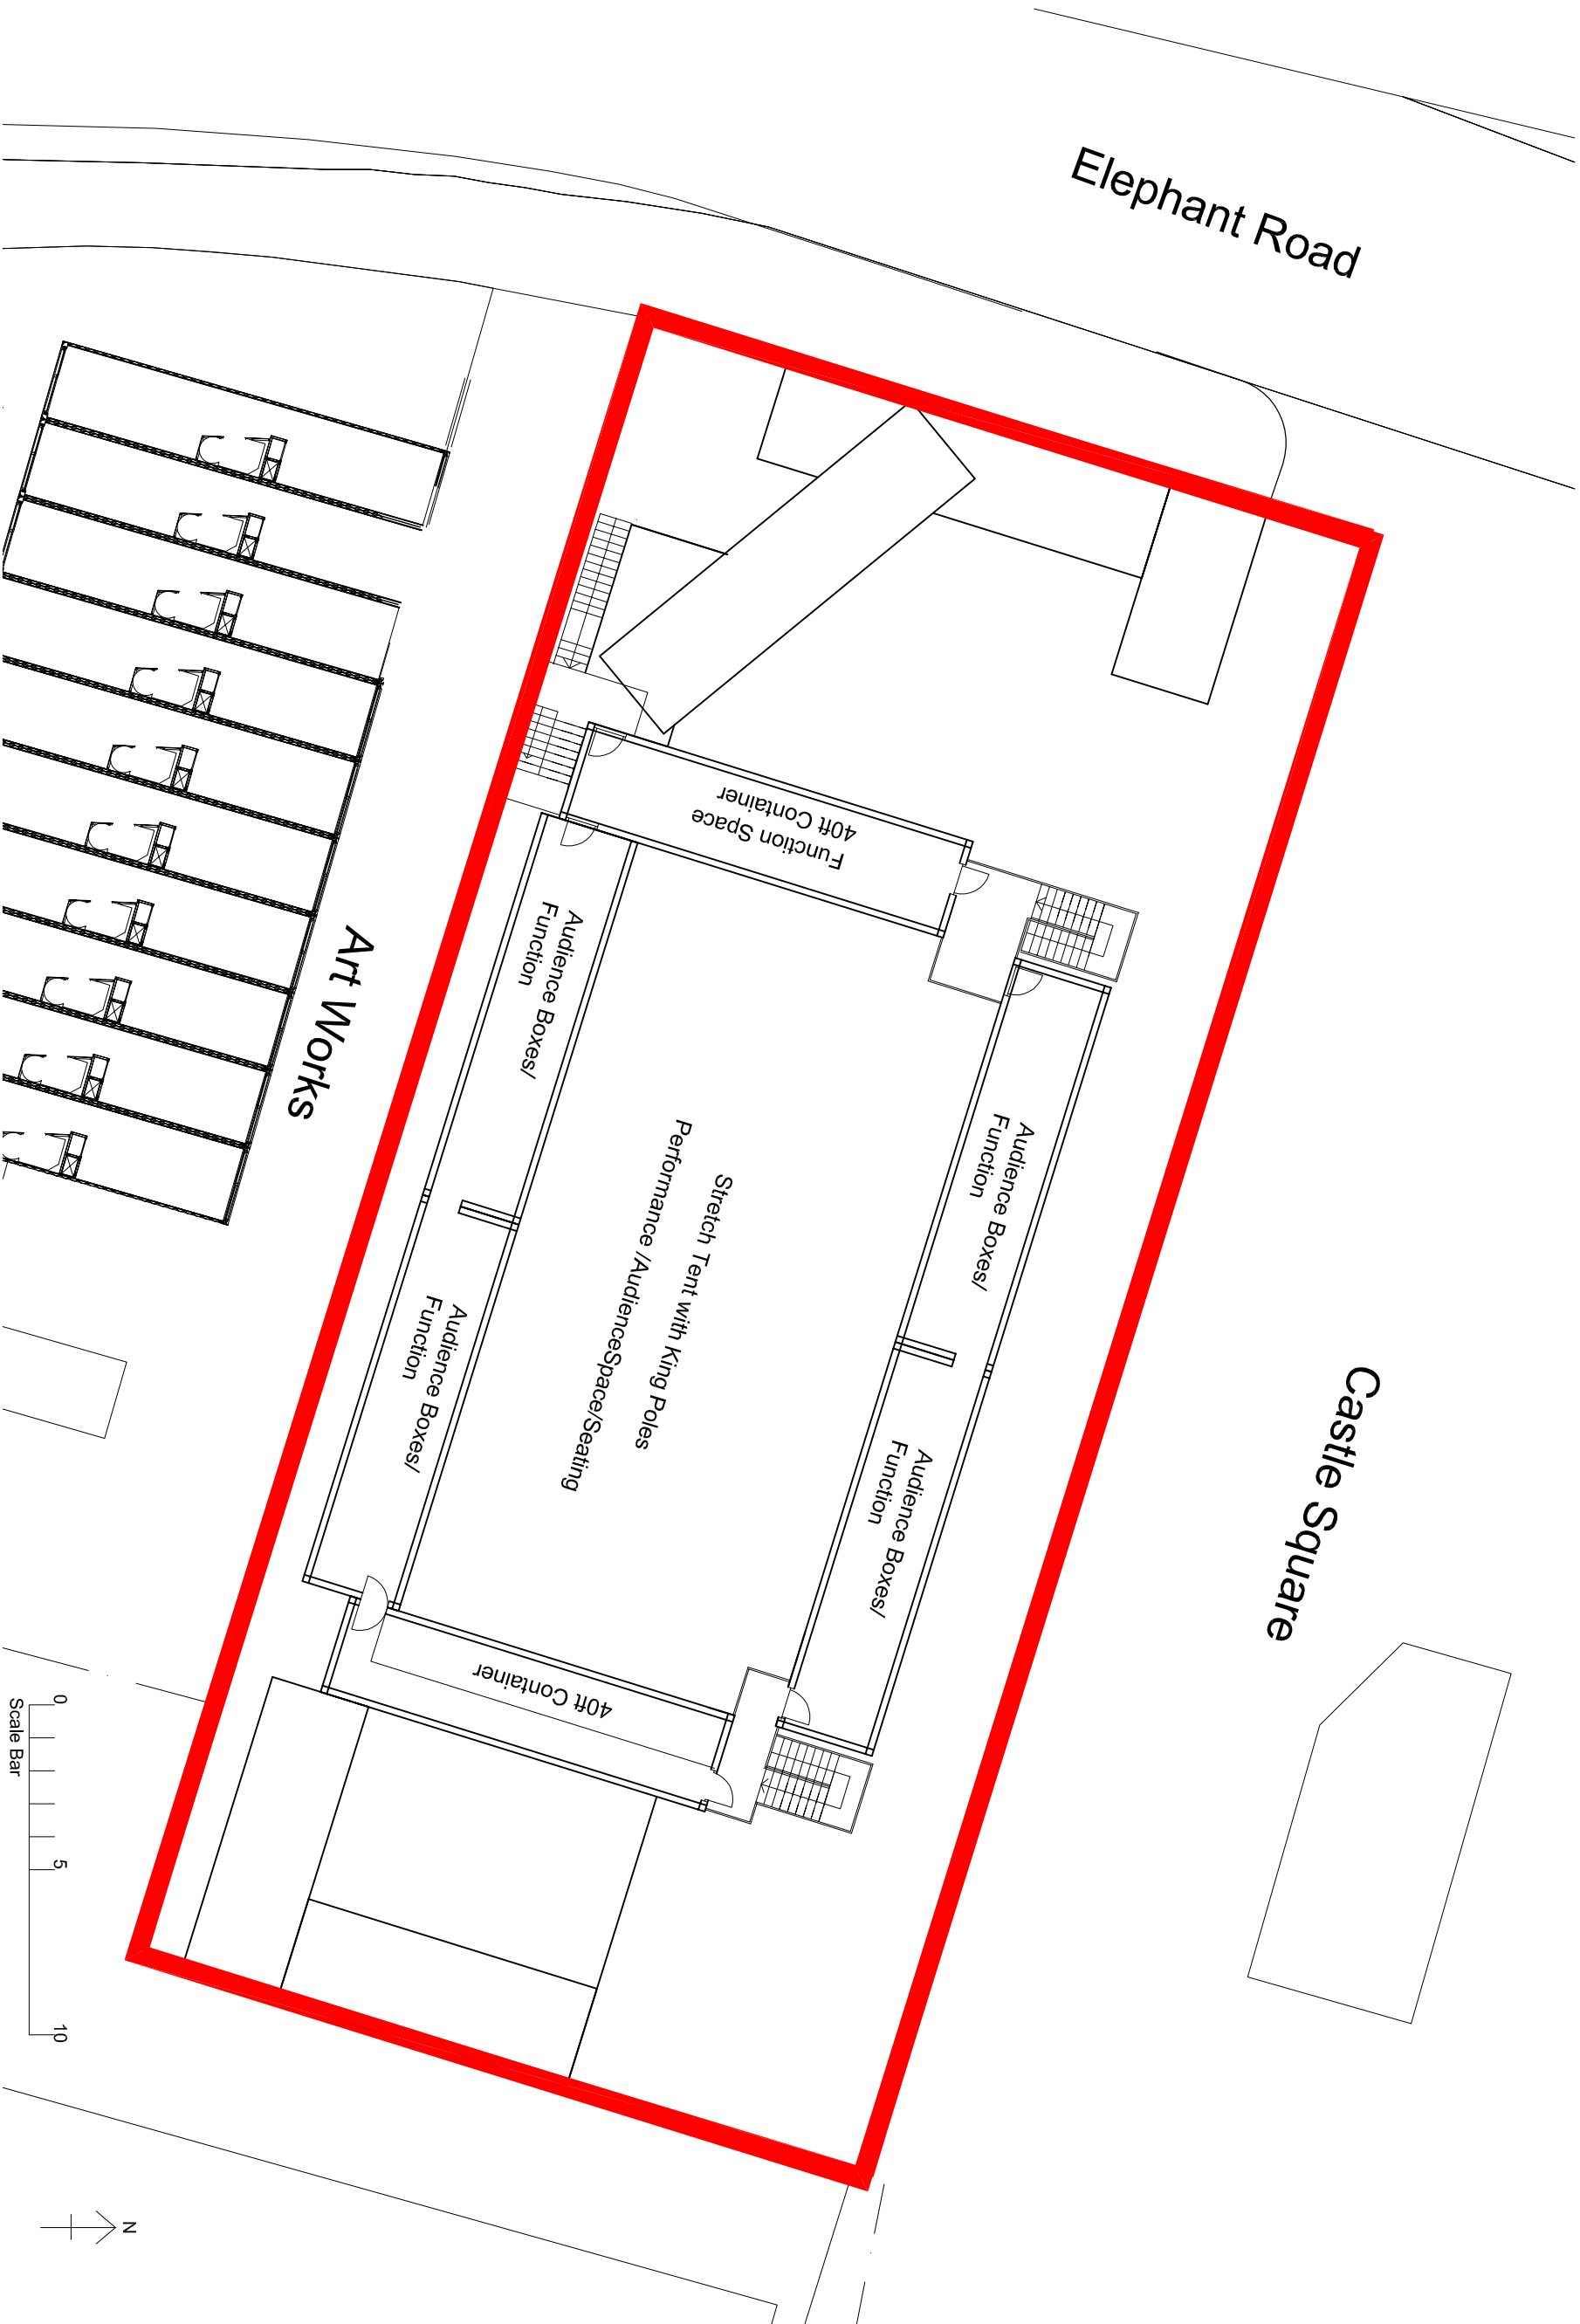 Elephant Road
Castle Square
Art Works
Function Space
40ft Container
Audience Boxes/
Function
Audience Boxes/
Function
Stretch Tent with King Poles
Performance /AudienceSpace/Seating
Audience Boxes/
Function
Audience Boxes/
Function
40ft Container
0
5
10
Scale Bar
N